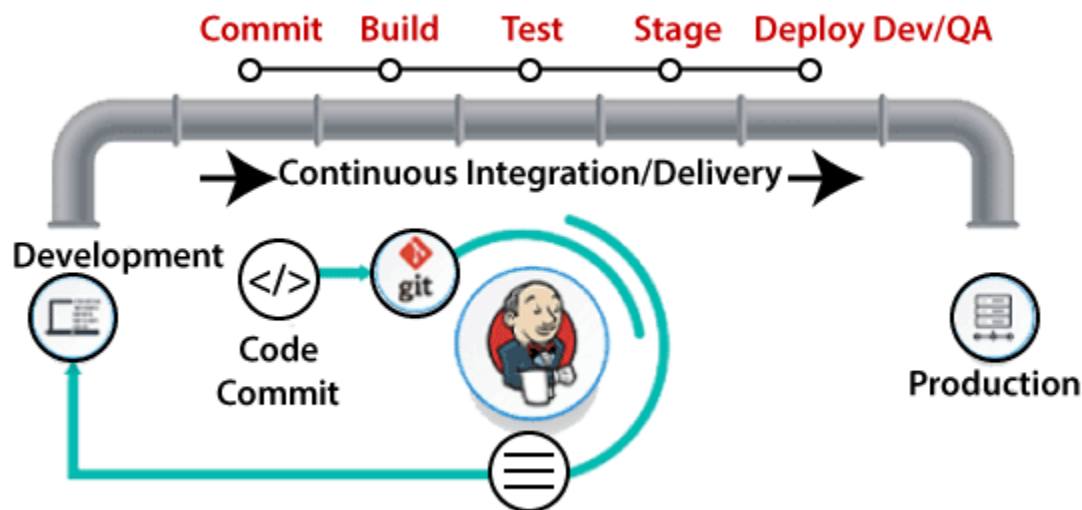 Commit Build Test Stage Deploy Dev/QA
Continuous Integration/Delivery
Development
</>
git
Code
Commit
Production